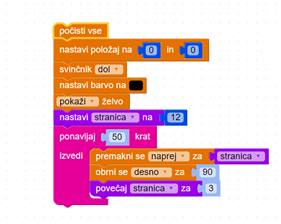 počisti vse
nastavi položaj na 0 in 0
svinčnik dol
nastavi barvo na
pokaži želvo
nastavi stranica na 12
ponavljaj 50 krat
izvedi premakni se naprej za stranica
obrni se desno za 90
povečaj stranica za 3